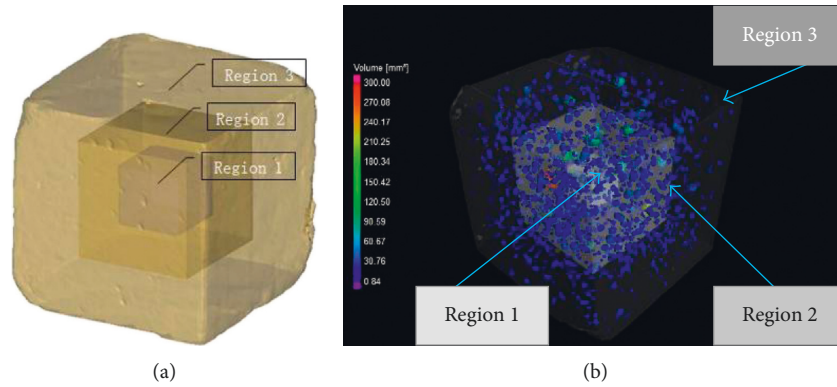 Region 3
Region 2
Region 1
(a)
Volume [mm³]
300.00
270.08
240.17
210.25
180.34
150.42
120.50
90.59
60.67
30.76
0.84
Region 3
Region 1
Region 2
(b)